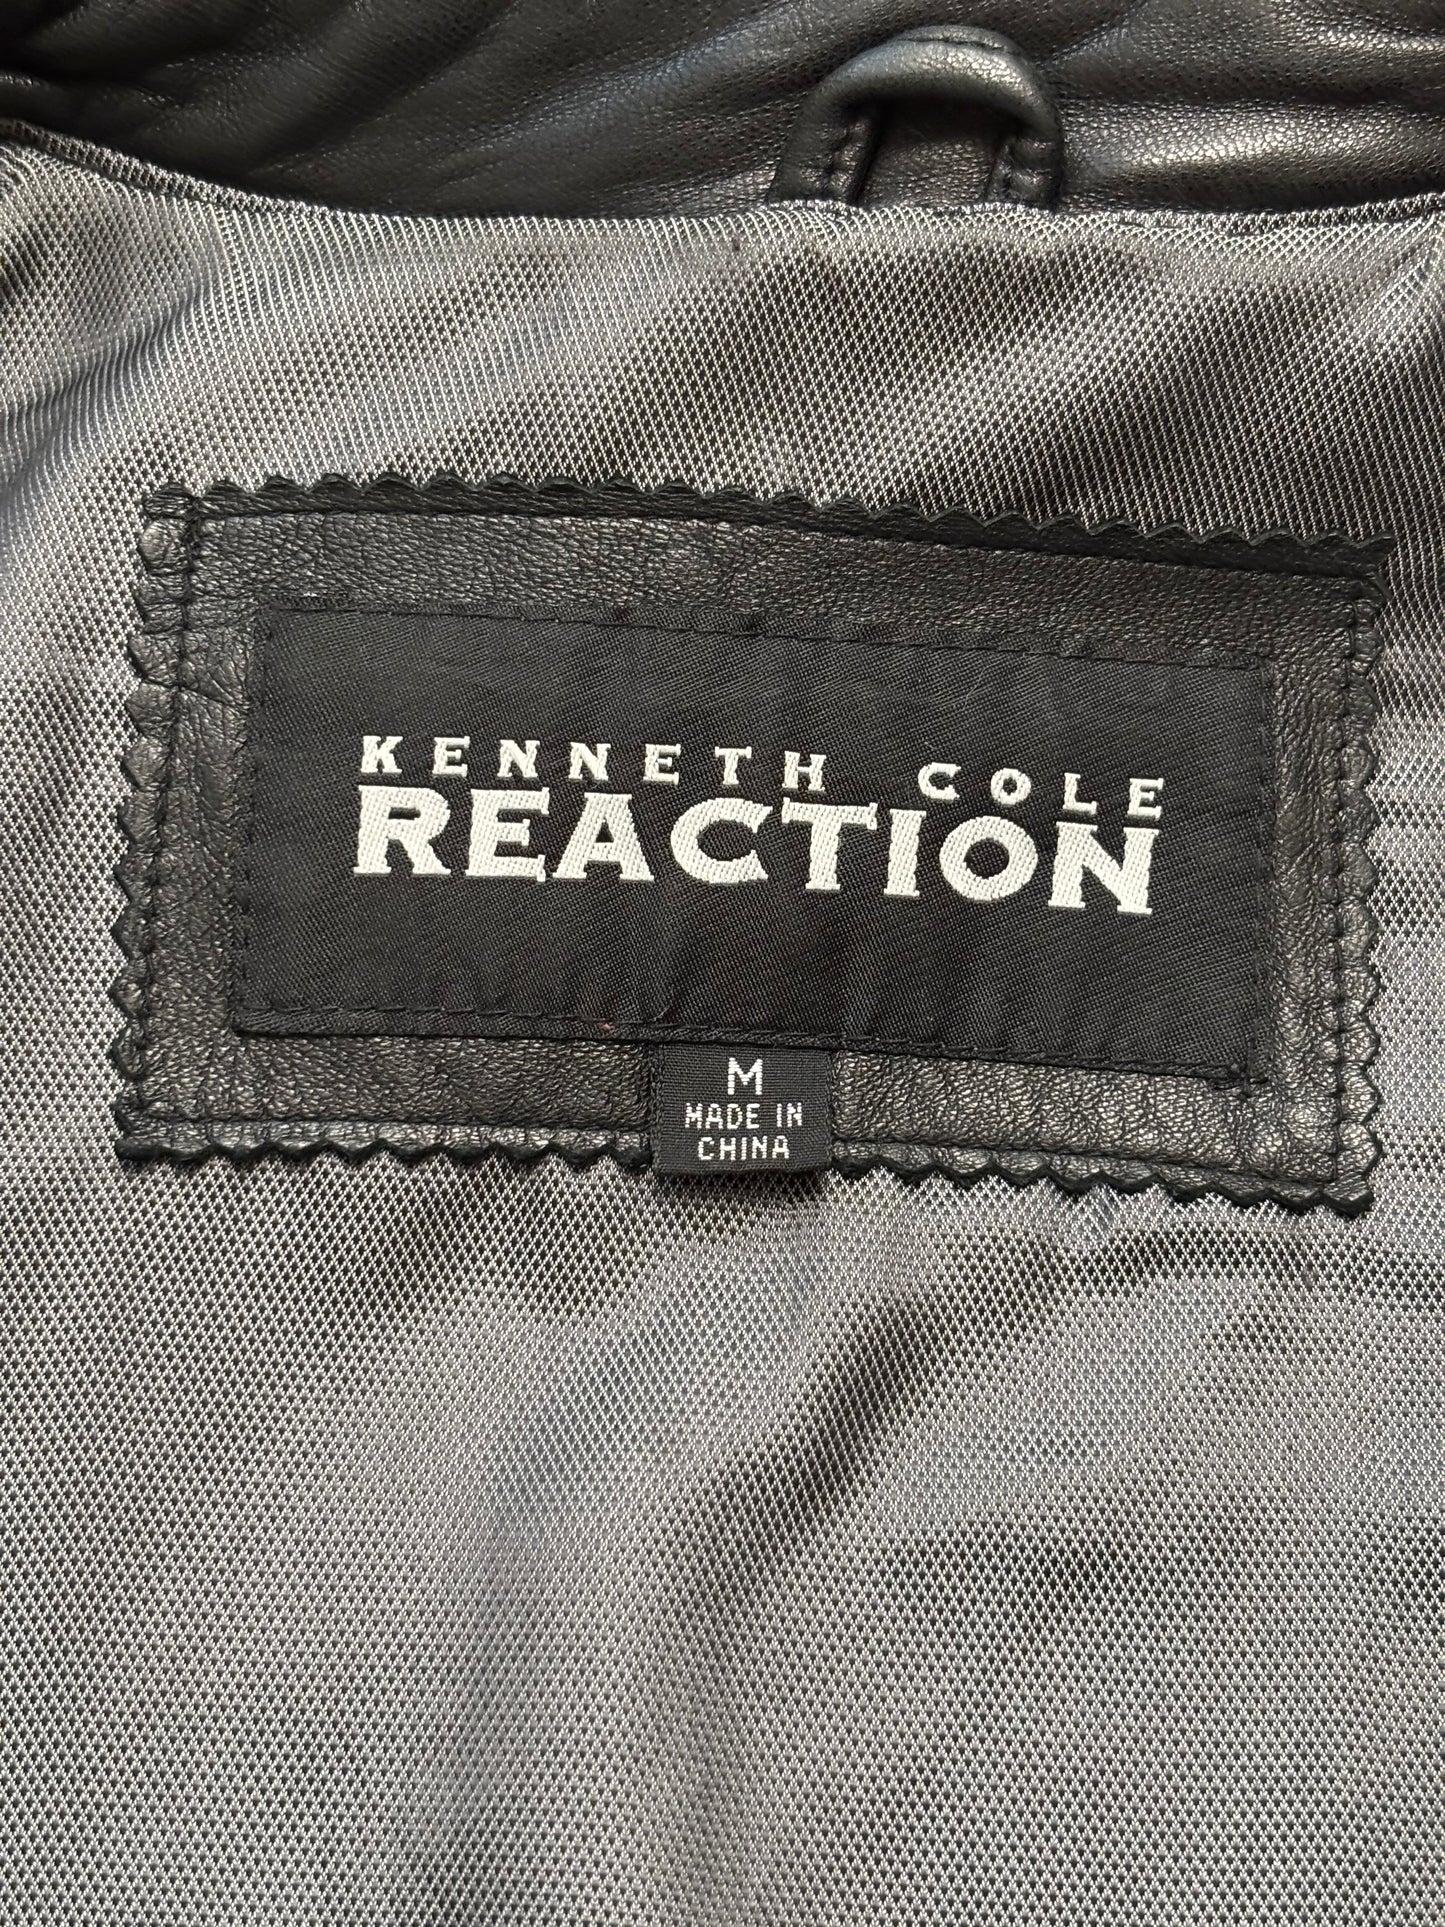 KENNETH COLE
REACTION
M
MADE IN
CHINA